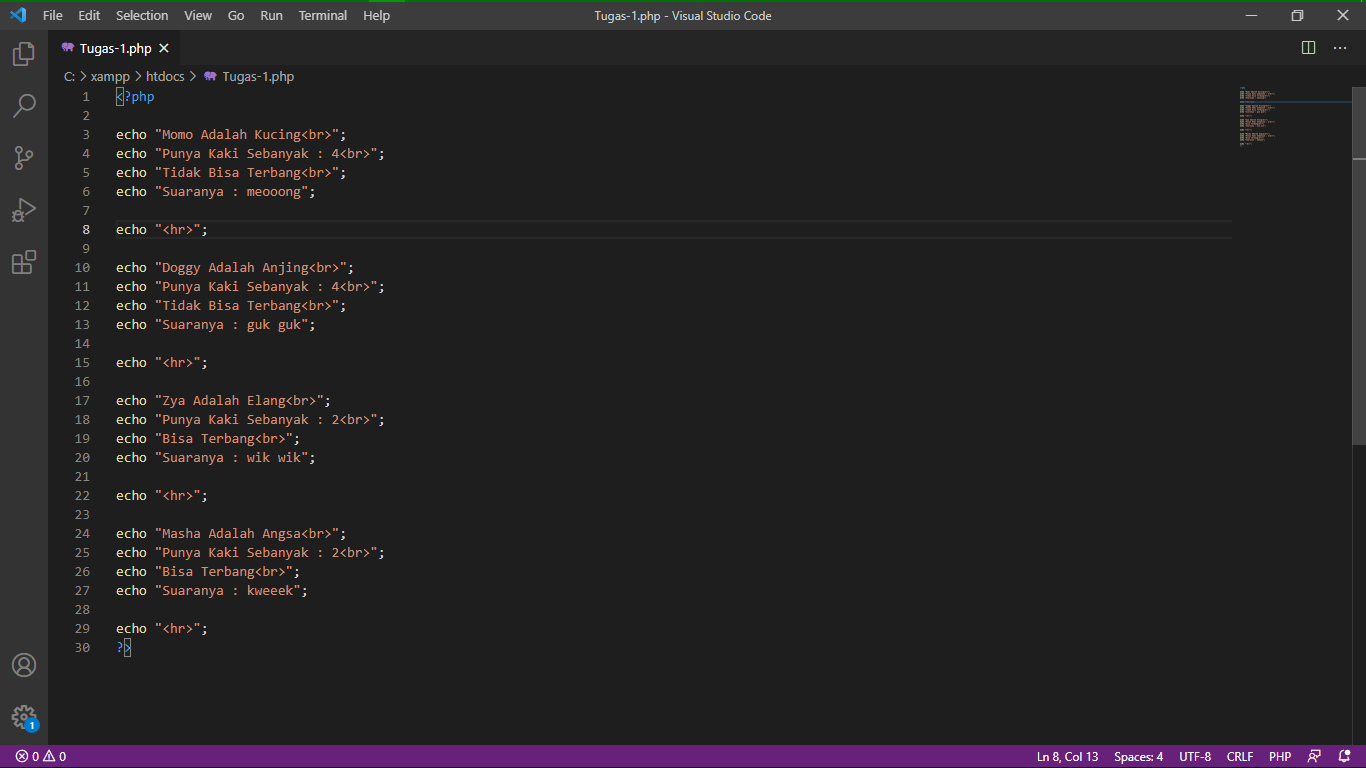 File Edit Selection View Go Run Terminal Help Tugas-1.php - Visual Studio Code
Tugas-1.php
C: > xampp > htdocs > Tugas-1.php
1 <?php
2
3 echo "Momo Adalah Kucing<br>";
4 echo "Punya Kaki Sebanyak : 4<br>";
5 echo "Tidak Bisa Terbang<br>";
6 echo "Suaranya : meooong";
7
8 echo "<hr>";
9
10 echo "Doggy Adalah Anjing<br>";
11 echo "Punya Kaki Sebanyak : 4<br>";
12 echo "Tidak Bisa Terbang<br>";
13 echo "Suaranya : guk guk";
14
15 echo "<hr>";
16
17 echo "Zya Adalah Elang<br>";
18 echo "Punya Kaki Sebanyak : 2<br>";
19 echo "Bisa Terbang<br>";
20 echo "Suaranya : wik wik";
21
22 echo "<hr>";
23
24 echo "Masha Adalah Angsa<br>";
25 echo "Punya Kaki Sebanyak : 2<br>";
26 echo "Bisa Terbang<br>";
27 echo "Suaranya : kweeek";
28
29 echo "<hr>";
30 ?>
1
0 0 Ln 8, Col 13 Spaces: 4 UTF-8 CRLF PHP